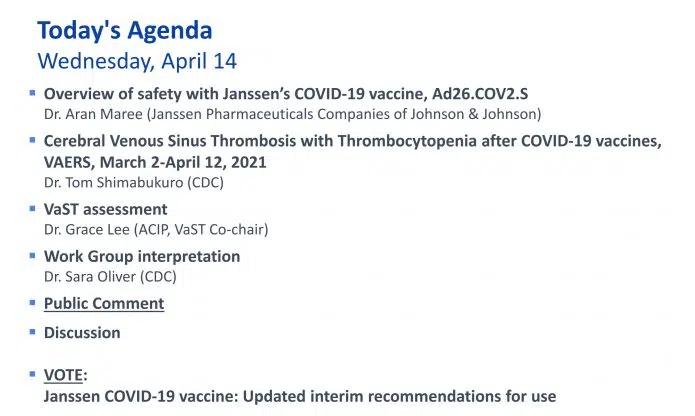 Today's Agenda
Wednesday, April 14
▪ Overview of safety with Janssen’s COVID-19 vaccine, Ad26.COV2.S
Dr. Aran Maree (Janssen Pharmaceuticals Companies of Johnson & Johnson)
▪ Cerebral Venous Sinus Thrombosis with Thrombocytopenia after COVID-19 vaccines,
VAERS, March 2-April 12, 2021
Dr. Tom Shimabukuro (CDC)
▪ VaST assessment
Dr. Grace Lee (ACIP, VaST Co-chair)
▪ Work Group interpretation
Dr. Sara Oliver (CDC)
▪ Public Comment
▪ Discussion
▪ VOTE:
Janssen COVID-19 vaccine: Updated interim recommendations for use